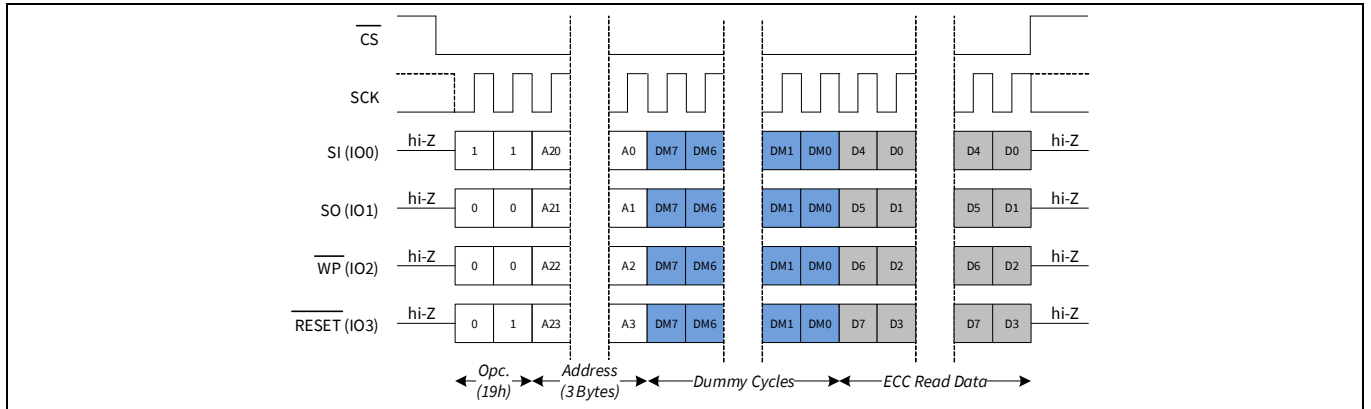 CS
SCK
SI (IO0) hi-Z 1 1 A20 A0 DM7 DM6 DM1 DM0 D4 D0 D4 D0 hi-Z
SO (IO1) hi-Z 0 0 A21 A1 DM7 DM6 DM1 DM0 D5 D1 D5 D1 hi-Z
WP (IO2) hi-Z 0 0 A22 A2 DM7 DM6 DM1 DM0 D6 D2 D6 D2 hi-Z
RESET (IO3) hi-Z 0 1 A23 A3 DM7 DM6 DM1 DM0 D7 D3 D7 D3 hi-Z
Opc. Address Dummy Cycles ECC Read Data
(19h) (3 Bytes)